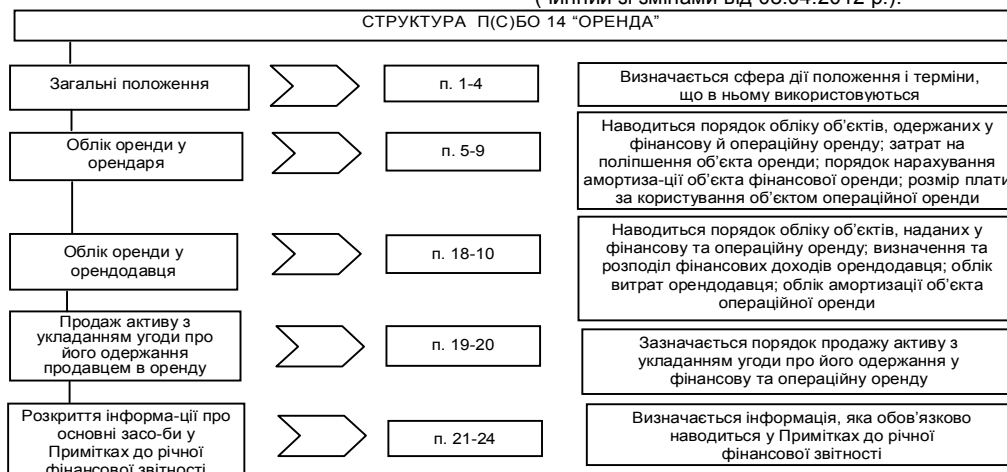 (чинний зі змінами від 08.04.2012 р.).
СТРУКТУРА П(С)БО 14 “ОРЕНДА”
Загальні положення
п. 1-4
Визначається сфера дії положення і терміни,
що в ньому використовуються
Облік оренди у
орендаря
п. 5-9
Наводиться порядок обліку об’єктів, одержаних у
фінансову й операційну оренду; затрат на
поліпшення об’єкта оренди; порядок нарахування
амортиза-ції об’єкта фінансової оренди; розмір плати
за користування об’єктом операційної оренди
Облік оренди у
орендодавця
п. 18-10
Наводиться порядок обліку об’єктів, наданих у
фінансову та операційну оренду; визначення та
розподіл фінансових доходів орендодавця; облік
витрат орендодавця; облік амортизації об’єкта
операційної оренди
Продаж активу з
укладанням угоди про
його одержання
продавцем в оренду
п. 19-20
Зазначається порядок продажу активу з
укладанням угоди про його одержання у
фінансову та операційну оренду
Розкриття інформа-ції про
основні засо-би у
Примітках до річної
фінансової звітності
п. 21-24
Визначається інформація, яка обов’язково
наводиться у Примітках до річної
фінансової звітності